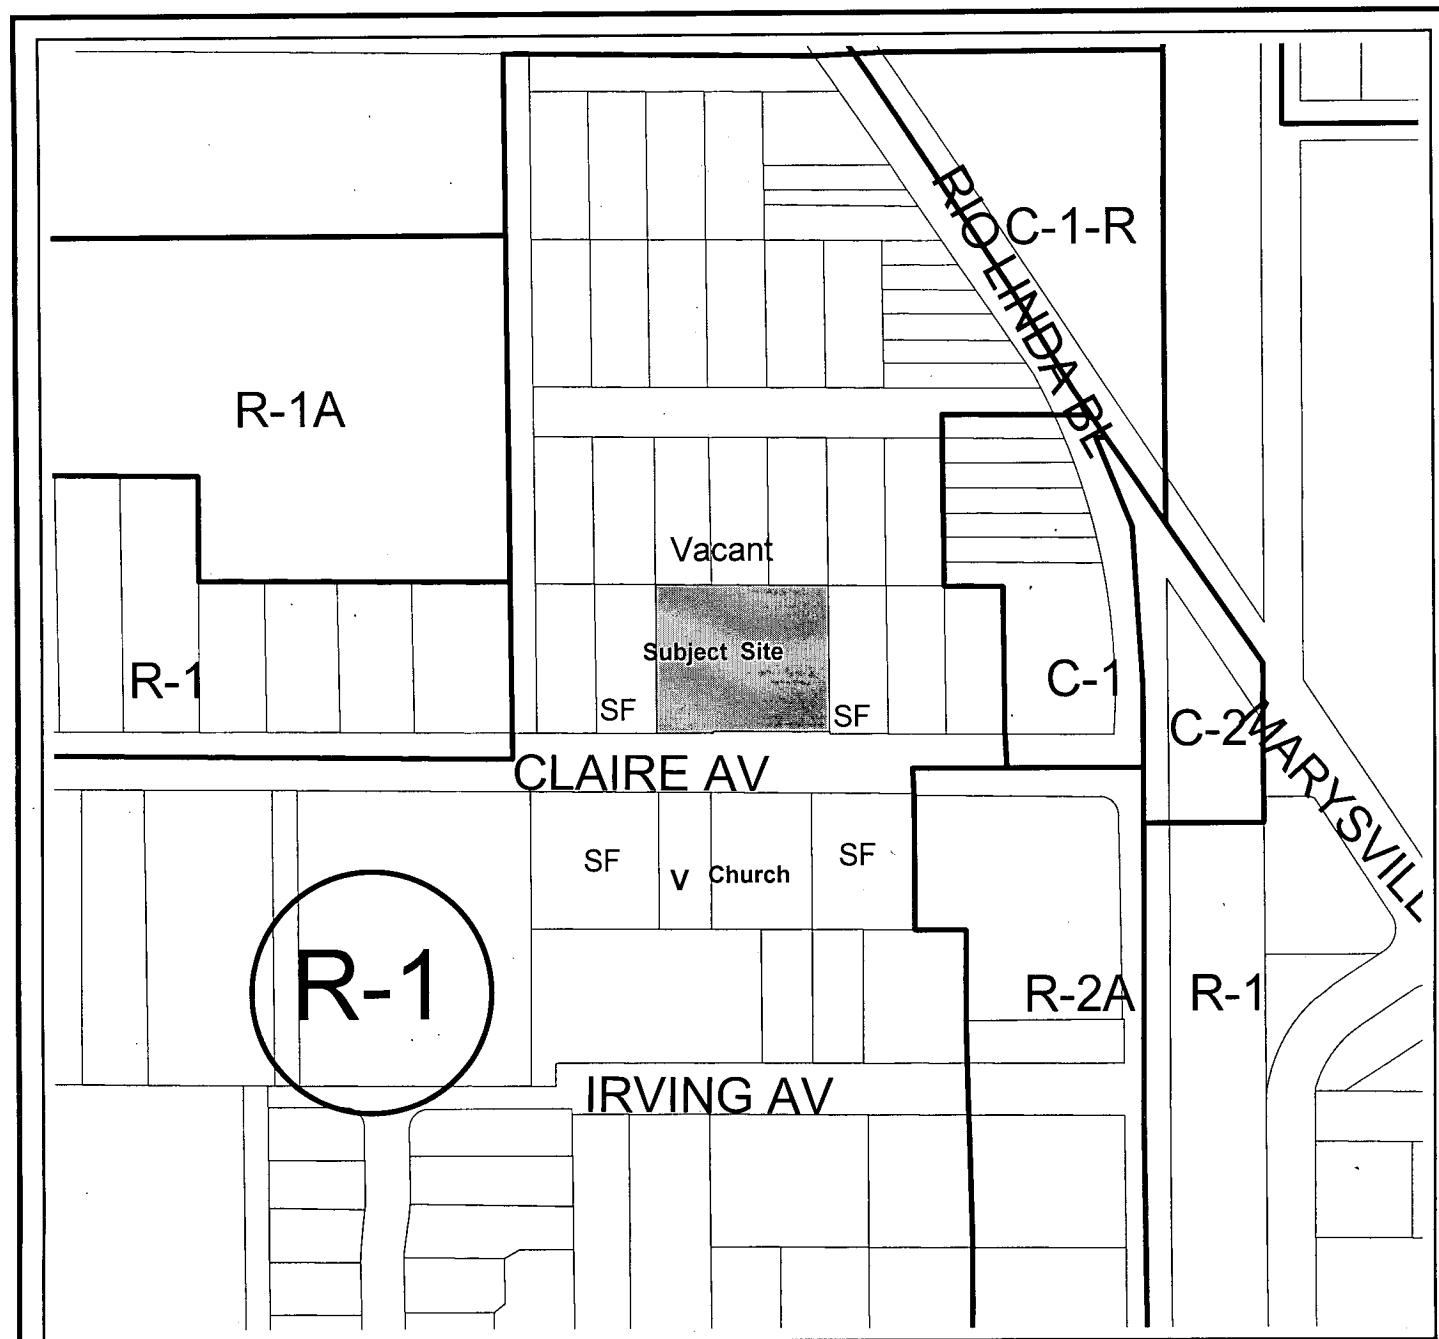 C-1-R
RIO LINDA BL
R-1A
Vacant
Subject Site
R-1
SF
SF
C-1
C-2
MARYSVILL
CLAIRE AV
SF
V
Church
SF
R-1
R-2A
R-1
IRVING AV